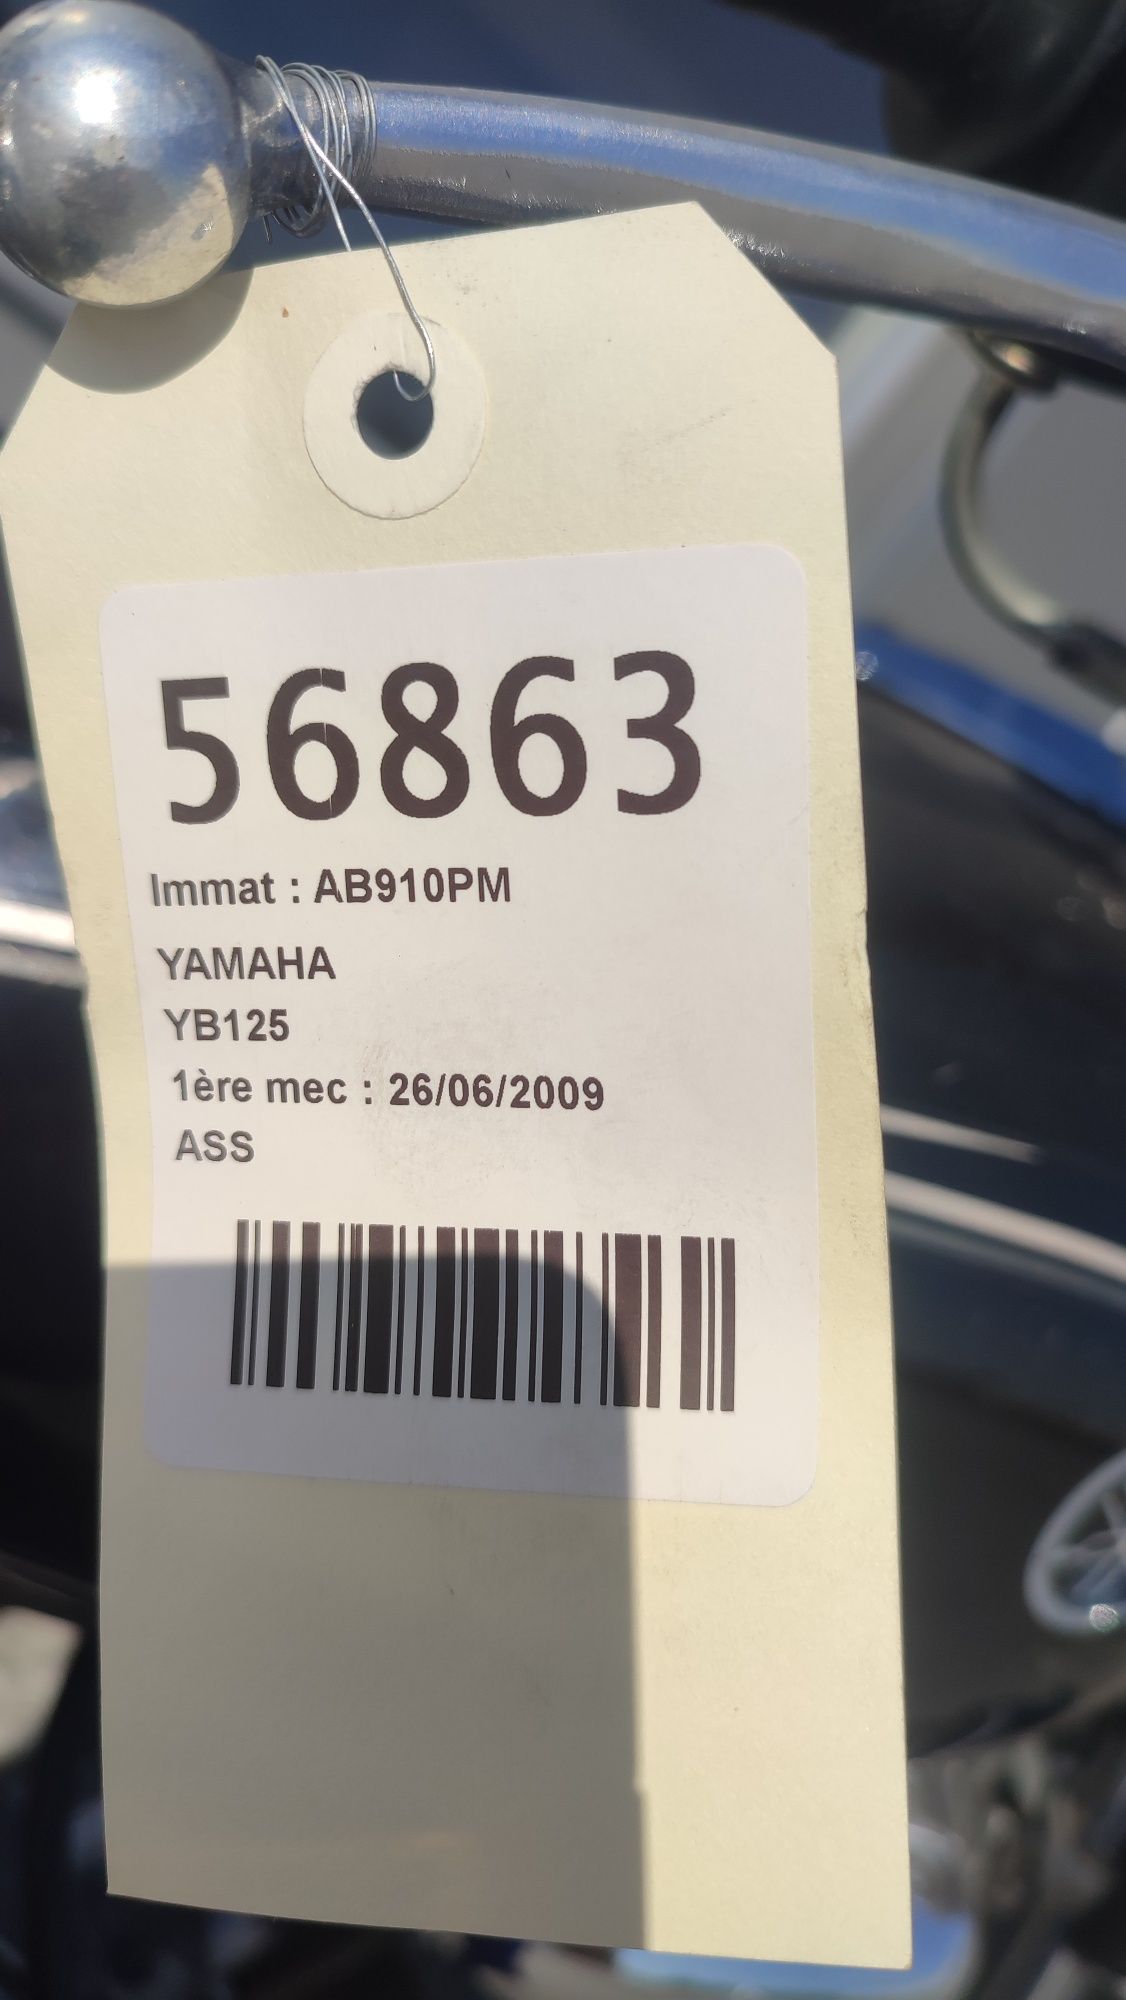 56863
Immat : AB910PM
YAMAHA
YB125
1ère mec : 26/06/2009
ASS